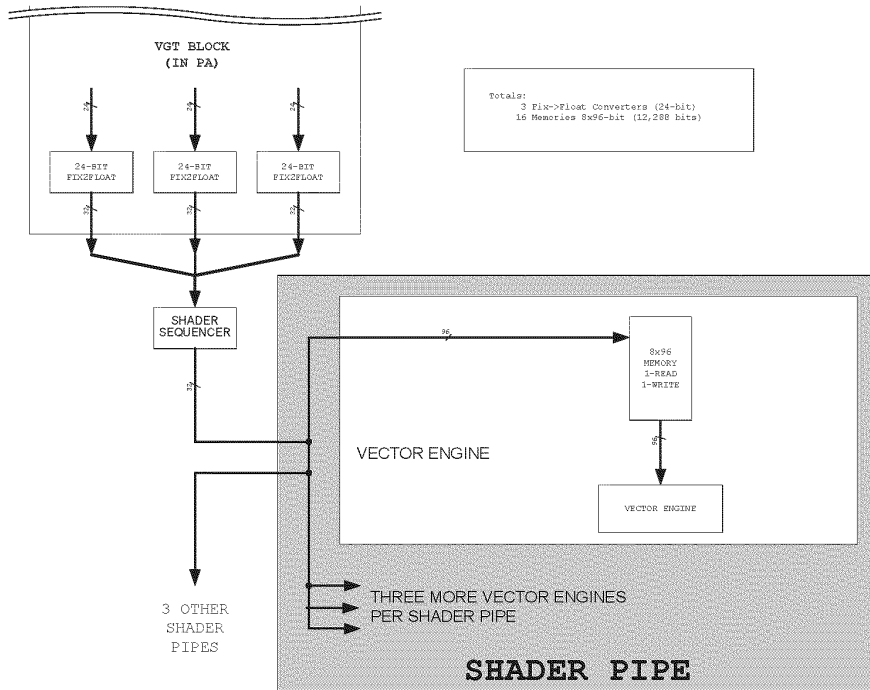 VGT BLOCK
(IN PA)
24 24 24
24-BIT FIX2FLOAT
24-BIT FIX2FLOAT
24-BIT FIX2FLOAT
32 32 32
Totals:
3 Fix->Float Converters (24-bit)
16 Memories 8x96-bit (12,288 bits)
SHADER
SEQUENCER
32
96
8x96
MEMORY
1-READ
1-WRITE
96
VECTOR ENGINE
VECTOR ENGINE
3 OTHER
SHADER
PIPES
THREE MORE VECTOR ENGINES
PER SHADER PIPE
SHADER PIPE